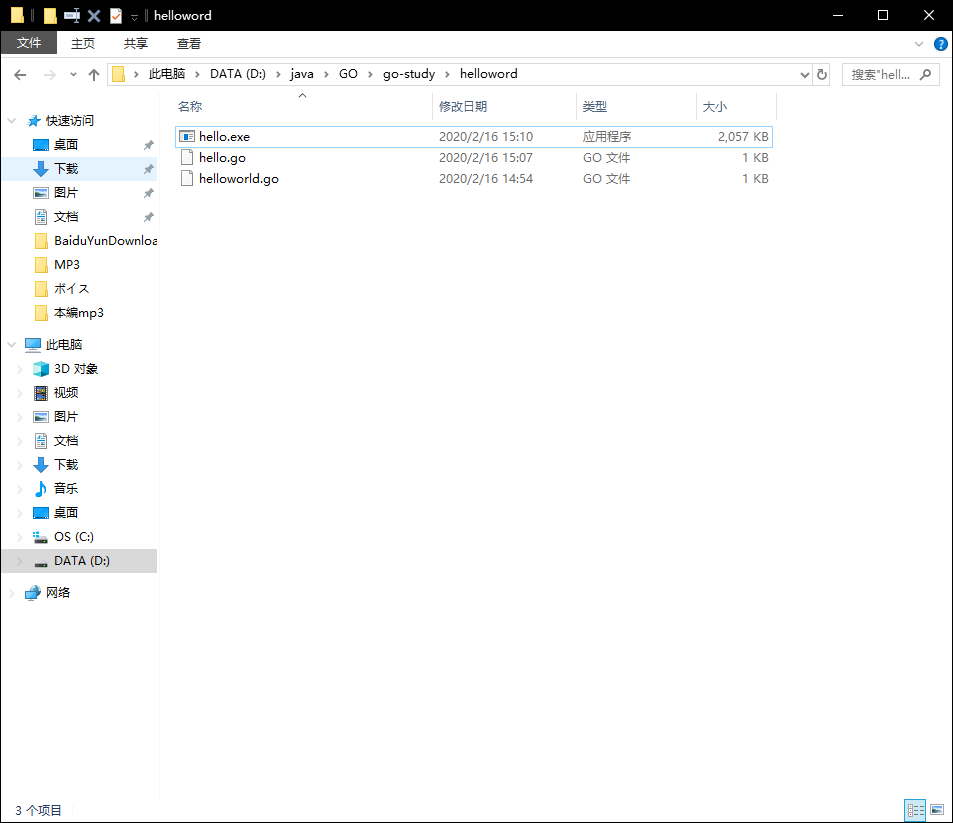 helloword
文件 主页 共享 查看
此电脑 › DATA (D:) › java › GO › go-study › helloword 搜索"hell...
名称 修改日期 类型 大小
hello.exe 2020/2/16 15:10 应用程序 2,057 KB
hello.go 2020/2/16 15:07 GO 文件 1 KB
helloworld.go 2020/2/16 14:54 GO 文件 1 KB
快速访问
桌面
下载
图片
文档
BaiduYunDownloa
MP3
ボイス
本编mp3
此电脑
3D 对象
视频
图片
文档
下载
音乐
桌面
OS (C:)
DATA (D:)
网络
3 个项目